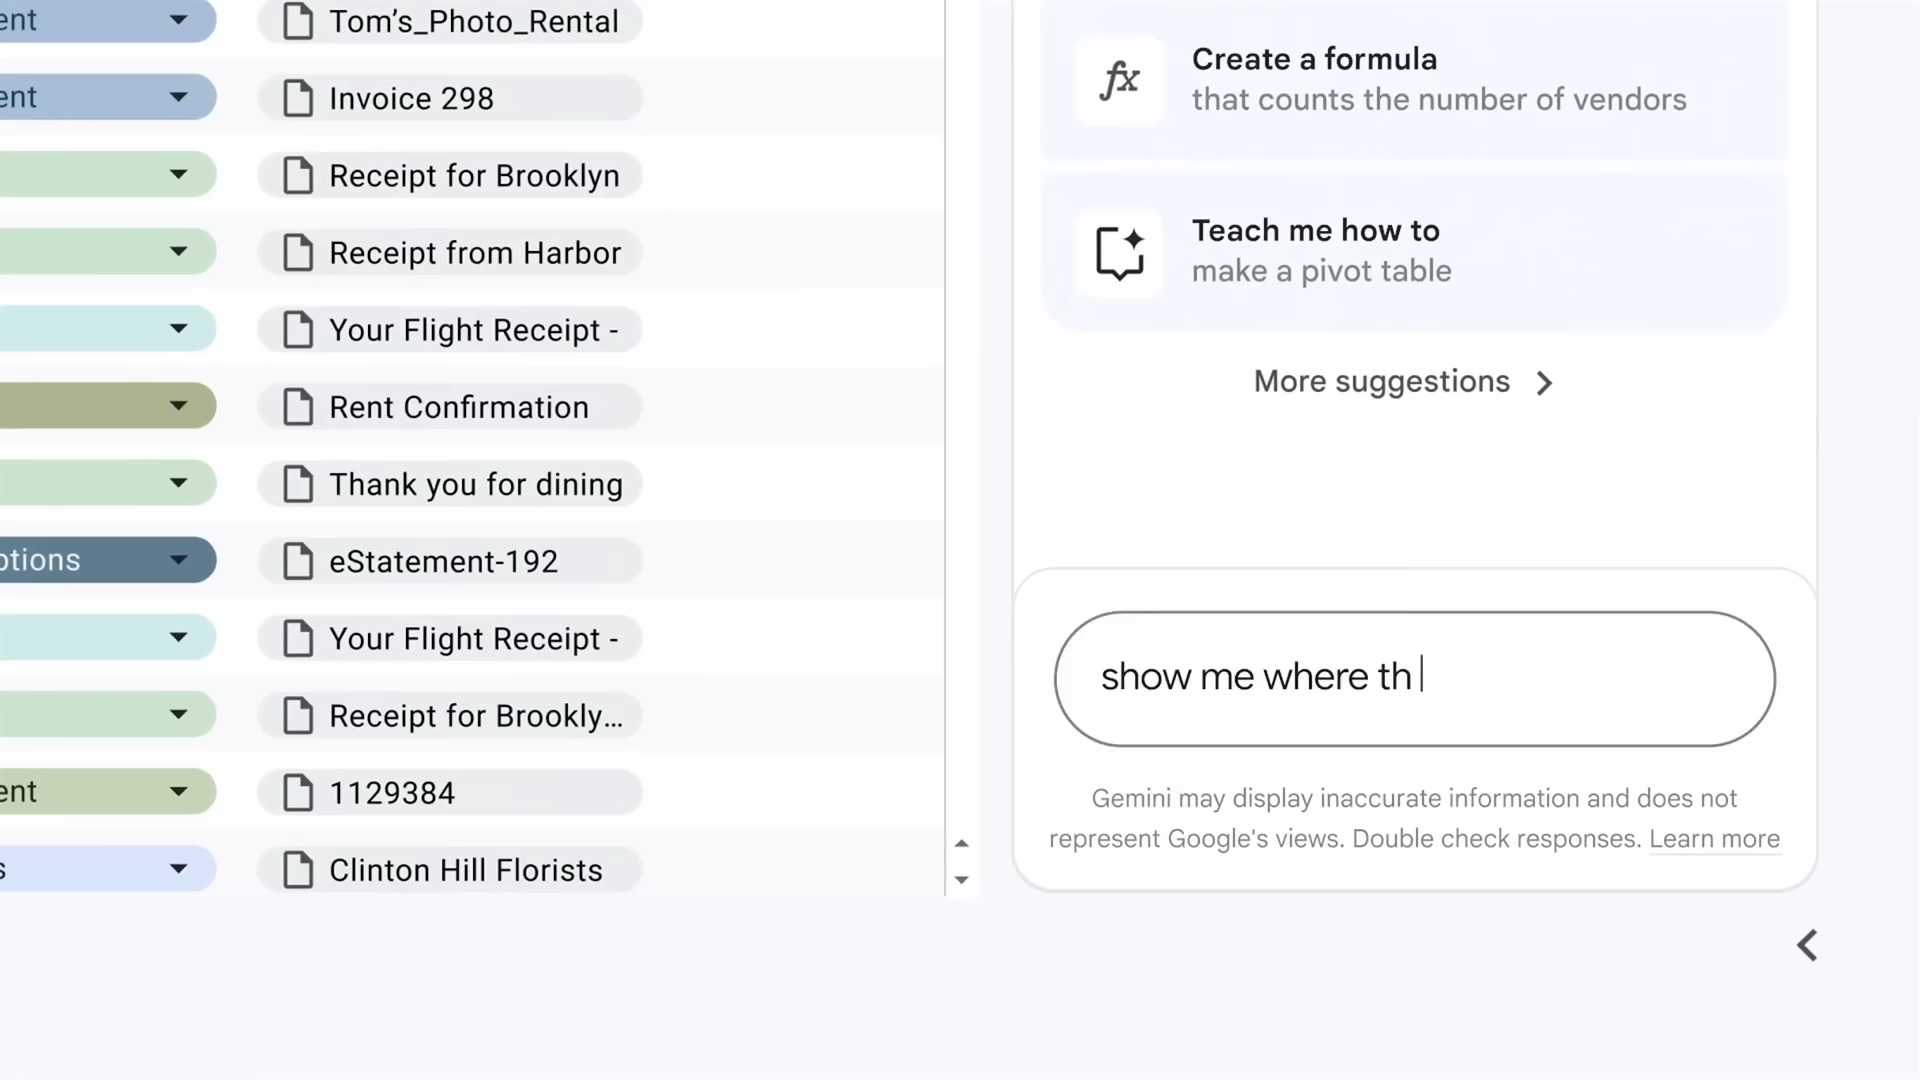 ent
Tom’s_Photo_Rental
ent
Invoice 298
Receipt for Brooklyn
Receipt from Harbor
Your Flight Receipt -
Rent Confirmation
Thank you for dining
ptions
eStatement-192
Your Flight Receipt -
Receipt for Brookly...
ent
1129384
s
Clinton Hill Florists
fx
Create a formula
that counts the number of vendors
Teach me how to
make a pivot table
More suggestions
show me where th
Gemini may display inaccurate information and does not
represent Google's views. Double check responses. Learn more